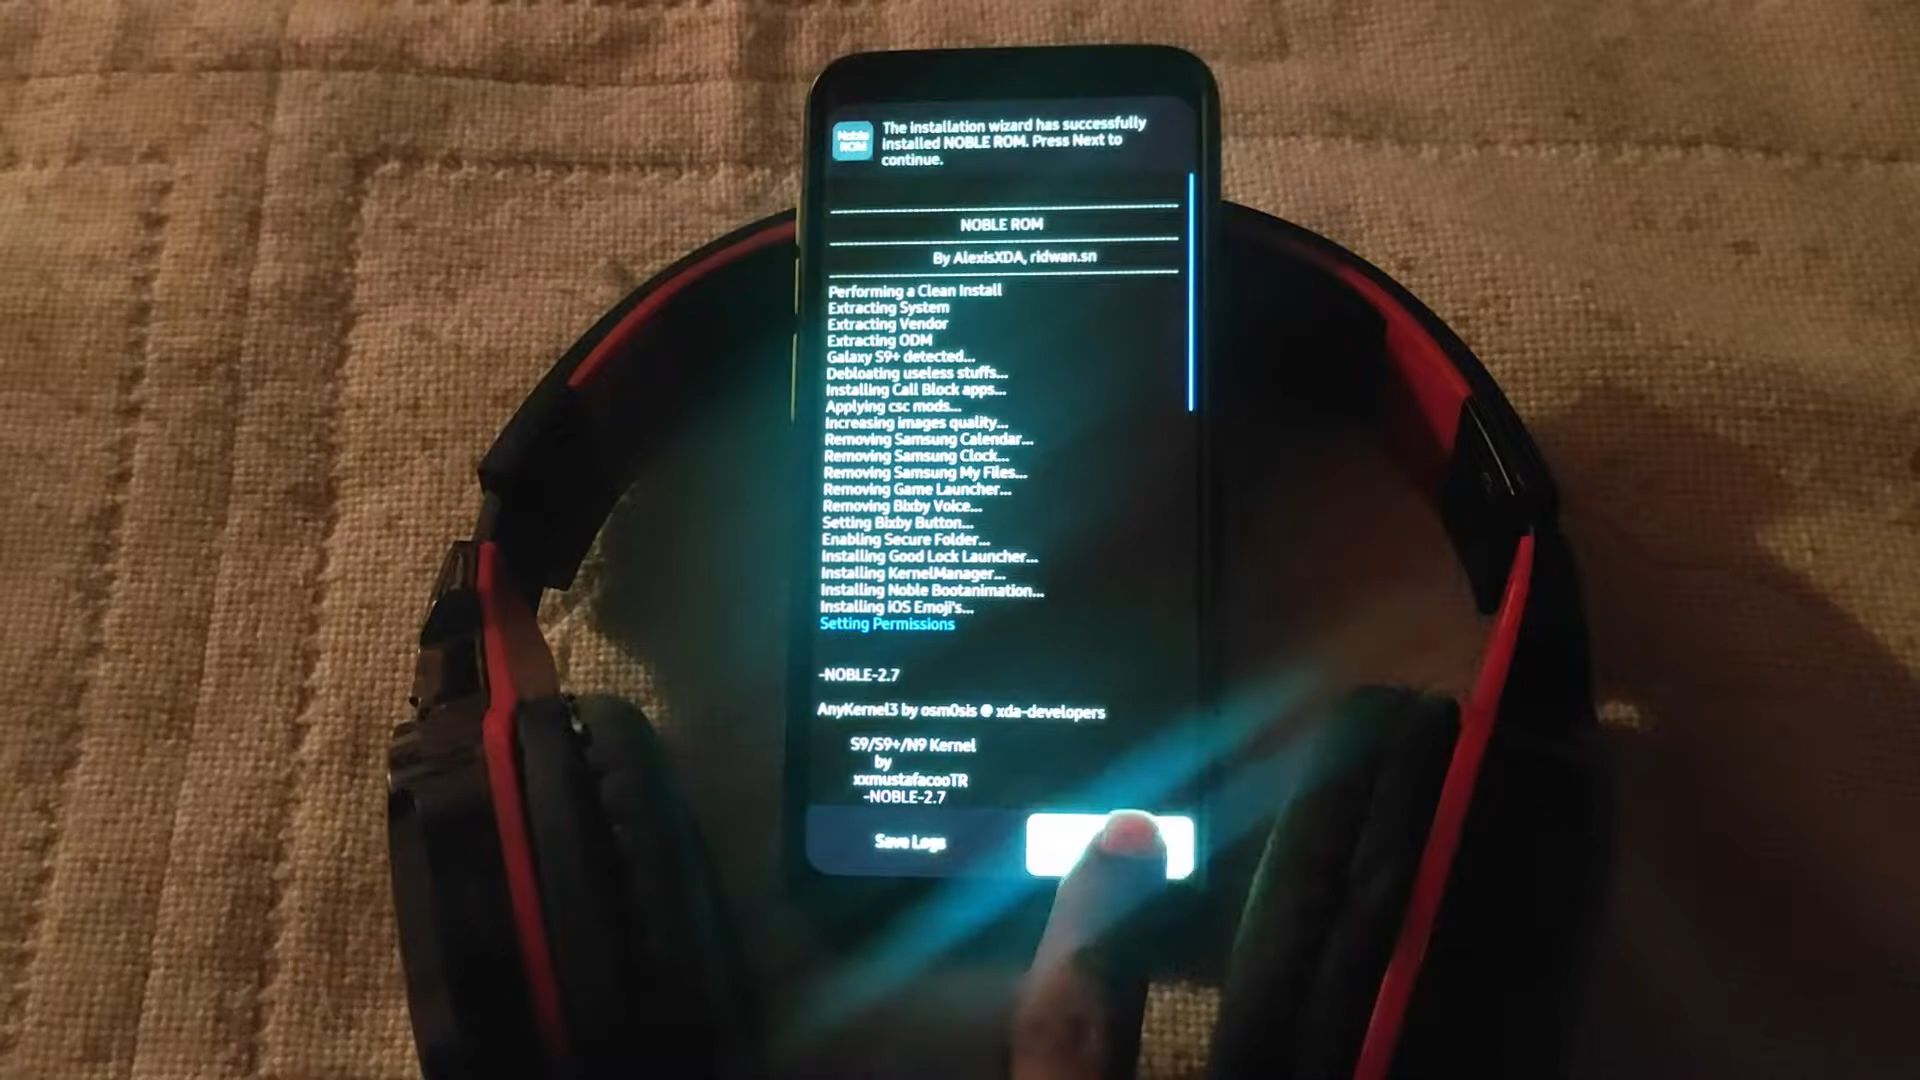 Noble
ROM
The installation wizard has successfully
installed NOBLE ROM. Press Next to
continue.
NOBLE ROM
By AlexisXDA, ridwan.sn
Performing a Clean Install
Extracting System
Extracting Vendor
Extracting ODM
Galaxy S9+ detected...
Debloating useless stuffs...
Installing Call Block apps...
Applying csc mods...
Increasing images quality...
Removing Samsung Calendar...
Removing Samsung Clock...
Removing Samsung My Files...
Removing Game Launcher...
Removing Bixby Voice...
Setting Bixby Button...
Enabling Secure Folder...
Installing Good Lock Launcher...
Installing KernelManager...
Installing Noble Bootanimation...
Installing iOS Emoji's...
Setting Permissions
-NOBLE-2.7
AnyKernel3 by osm0sis @ xda-developers
S9/S9+/N9 Kernel
by
xxmustafacooTR
-NOBLE-2.7
Save Logs